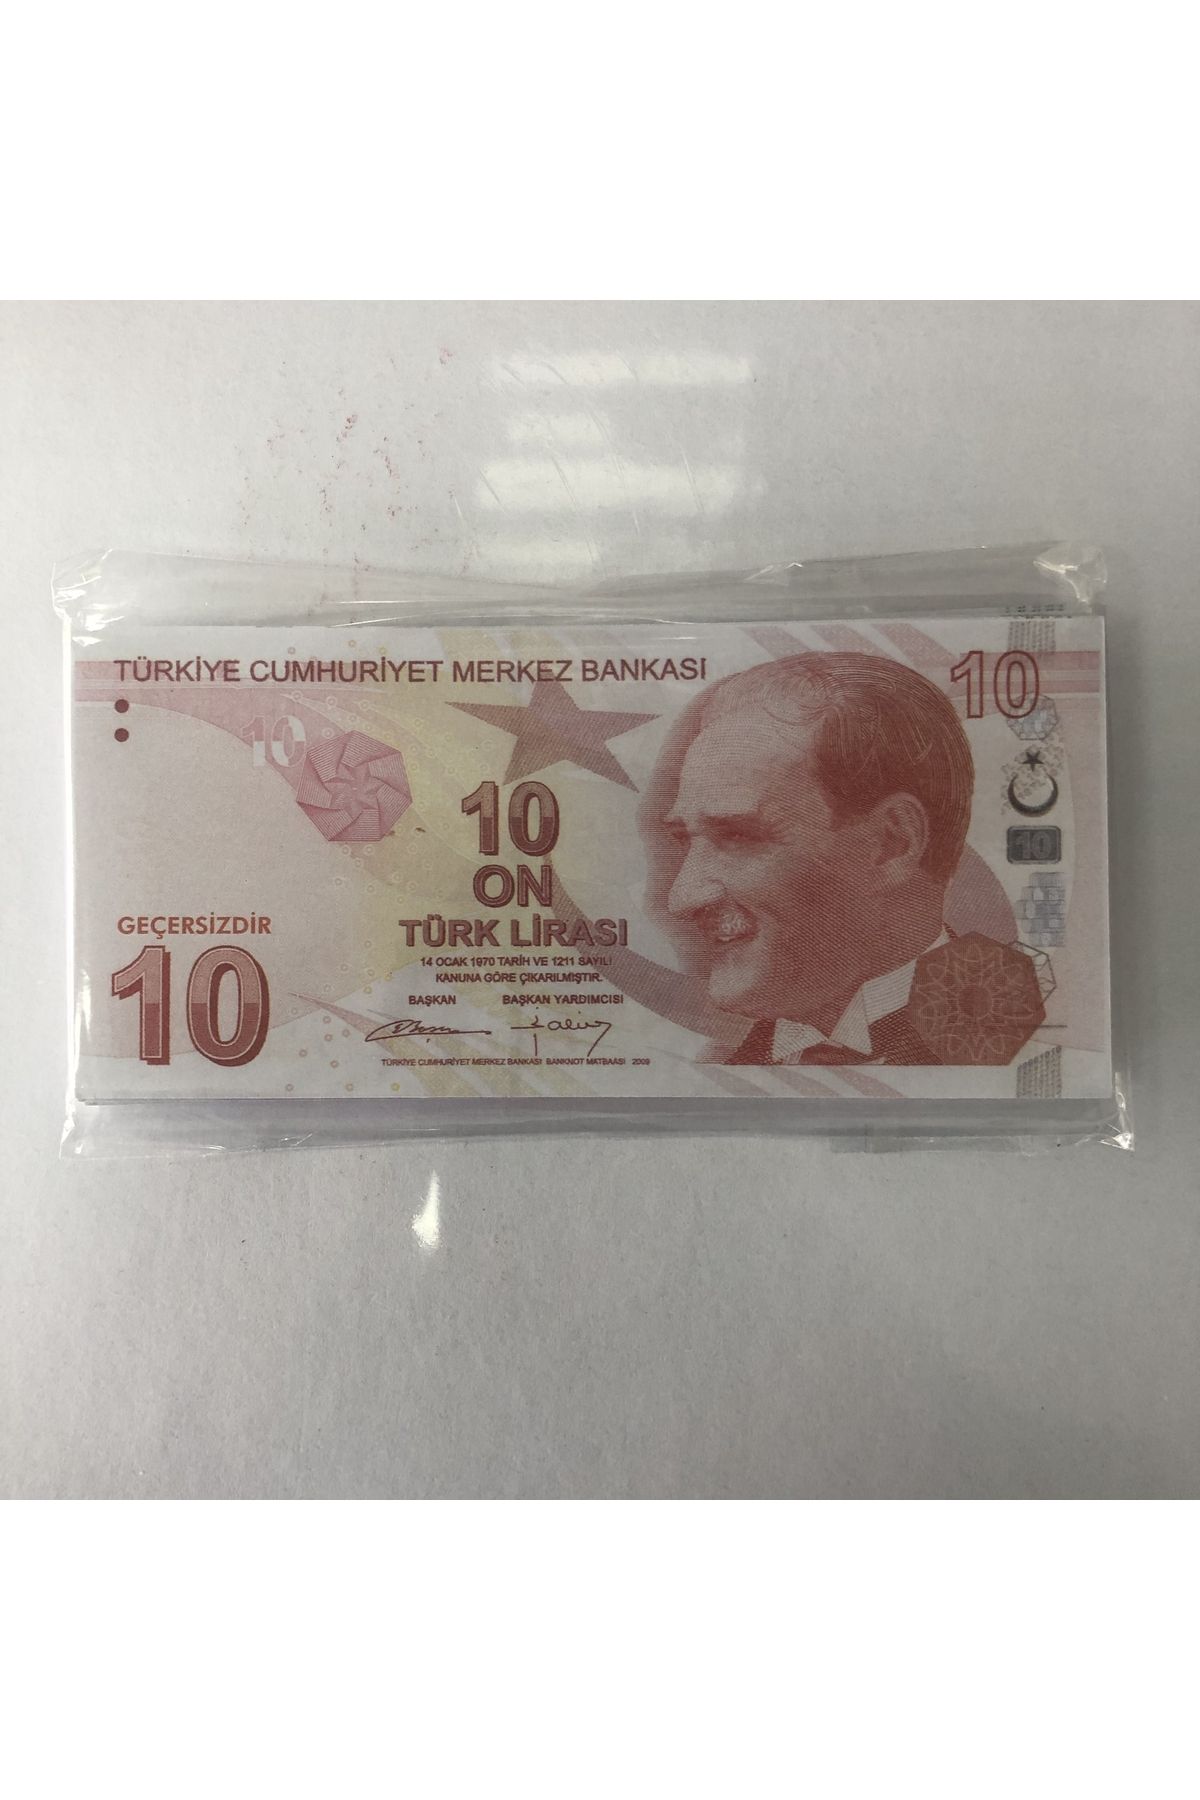 TÜRKİYE CUMHURİYET MERKEZ BANKASI
10
10
10
ON
TÜRK LİRASI
14 OCAK 1970 TARİH VE 1211 SAYILI
KANUNA GÖRE ÇIKARILMIŞTIR.
BAŞKAN BAŞKAN YARDIMCISI
TÜRKİYE CUMHURİYET MERKEZ BANKASI BANKNOT MATBAASI 2009
GEÇERSİZDİR
10
10